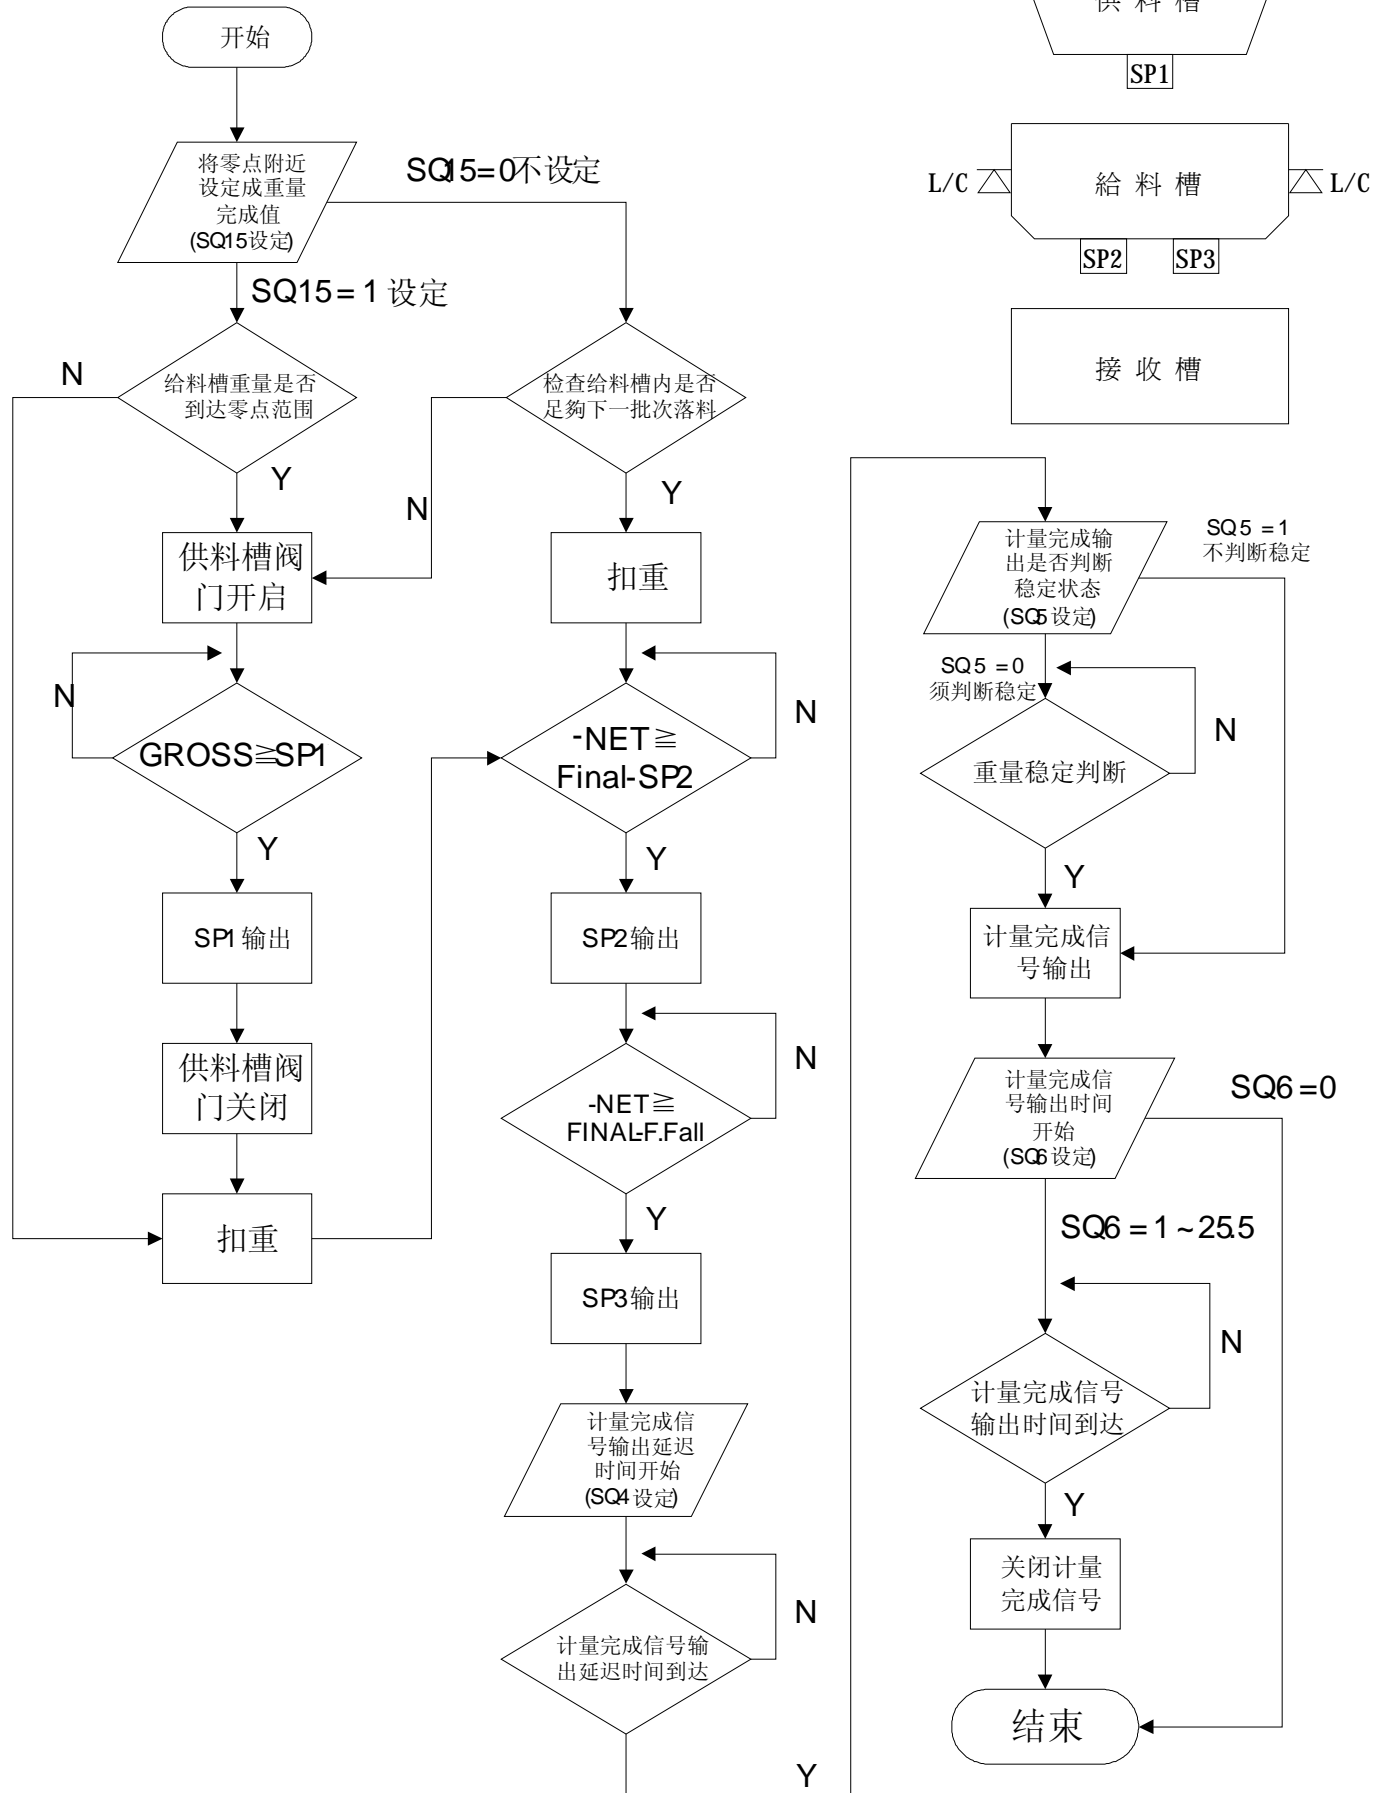 开始
将零点附近
设定成重量
完成值
(SQ15设定)
SQ15=0不设定
SQ15=1 设定
N
给料槽重量是否
到达零点范围
Y
检查给料槽内是否
足夠下一批次落料
N
Y
供料槽阀
门开启
扣重
N
GROSS≧SP1
Y
-NET≧
Final-SP2
N
Y
SP1 输出
SP2输出
供料槽阀
门关闭
-NET≧
FINAL-F.Fall
N
Y
扣重
SP3输出
计量完成信
号输出延迟
时间开始
(SQ4 设定)
计量完成信号输
出延迟时间到达
N
Y
供 料 槽
SP1
L/C
給 料 槽
L/C
SP2
SP3
接 收 槽
计量完成输
出是否判断
稳定状态
(SQ5 设定)
SQ5 =1
不判断稳定
SQ5 =0
须判断稳定
重量稳定判断
N
Y
计量完成信
号输出
计量完成信
号输出时间
开始
(SQ6 设定)
SQ6 =0
SQ6 = 1 ~25.5
计量完成信号
输出时间到达
N
Y
关闭计量
完成信号
结束